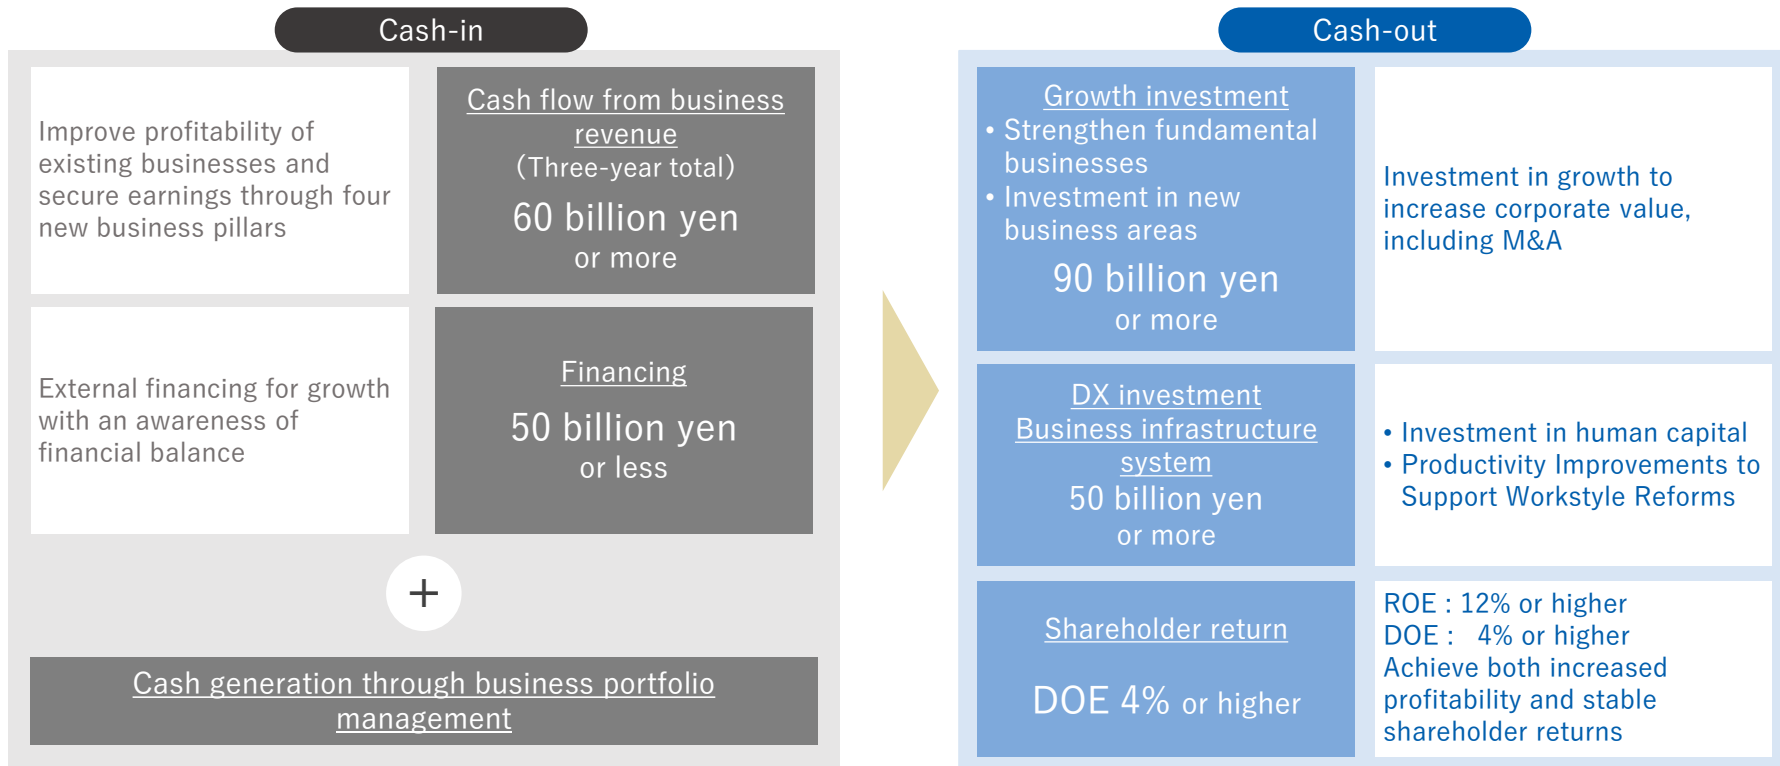 Cash-in
Improve profitability of
existing businesses and
secure earnings through four
new business pillars
Cash flow from business
revenue
(Three-year total)
60 billion yen
or more
External financing for growth
with an awareness of
financial balance
Financing
50 billion yen
or less
+
Cash generation through business portfolio
management
Cash-out
Growth investment
• Strengthen fundamental
businesses
• Investment in new
business areas
90 billion yen
or more
Investment in growth to
increase corporate value,
including M&A
DX investment
Business infrastructure
system
50 billion yen
or more
• Investment in human capital
• Productivity Improvements to
Support Workstyle Reforms
Shareholder return
DOE 4% or higher
ROE : 12% or higher
DOE : 4% or higher
Achieve both increased
profitability and stable
shareholder returns